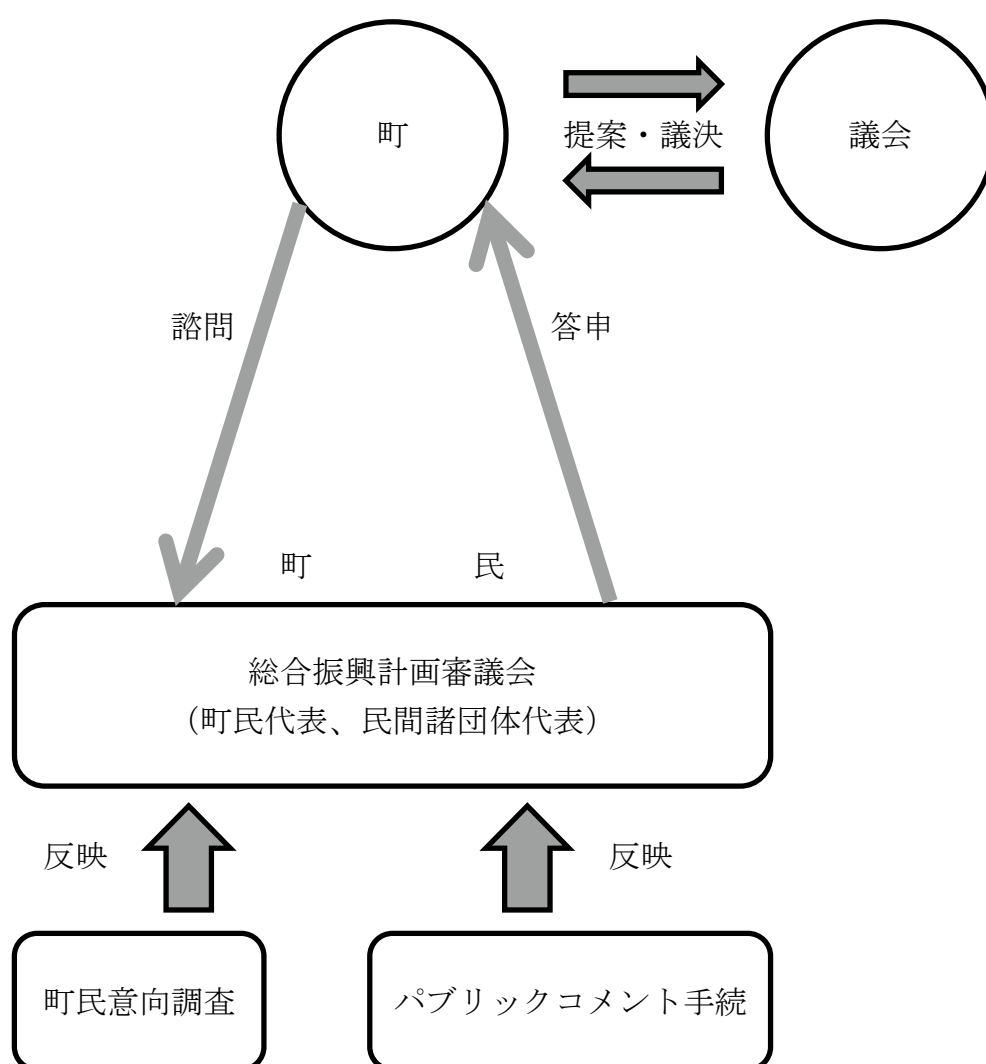 町
提案・議決
議会
諮問
答申
町　民
総合振興計画審議会
（町民代表、民間諸団体代表）
反映
反映
町民意向調査
パブリックコメント手続